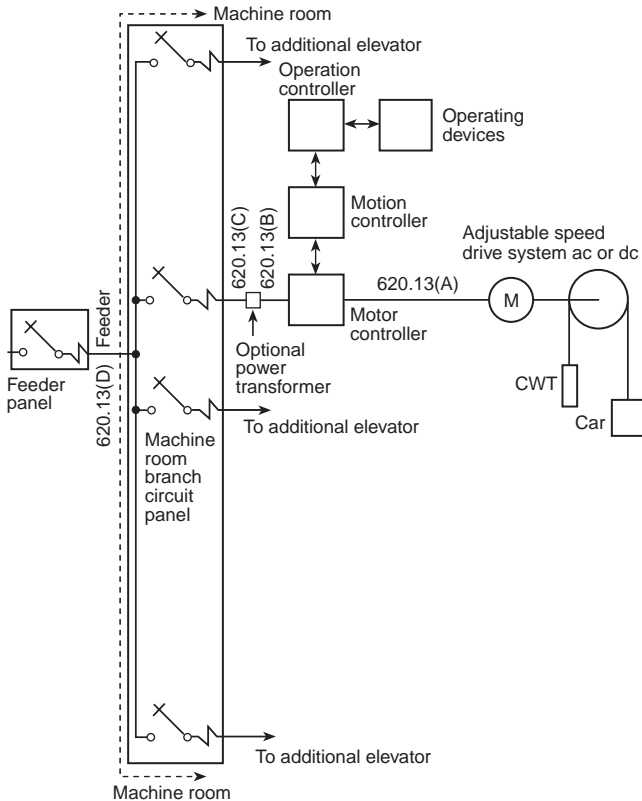 Machine room
To additional elevator
Operation
controller
Operating
devices
Motion
controller
620.13(C)
620.13(B)
Adjustable speed
drive system ac or dc
620.13(A)
M
Motor
controller
Optional
power
transformer
Feeder
620.13(D)
Feeder
panel
CWT
Car
To additional elevator
Machine
room
branch
circuit
panel
To additional elevator
Machine room